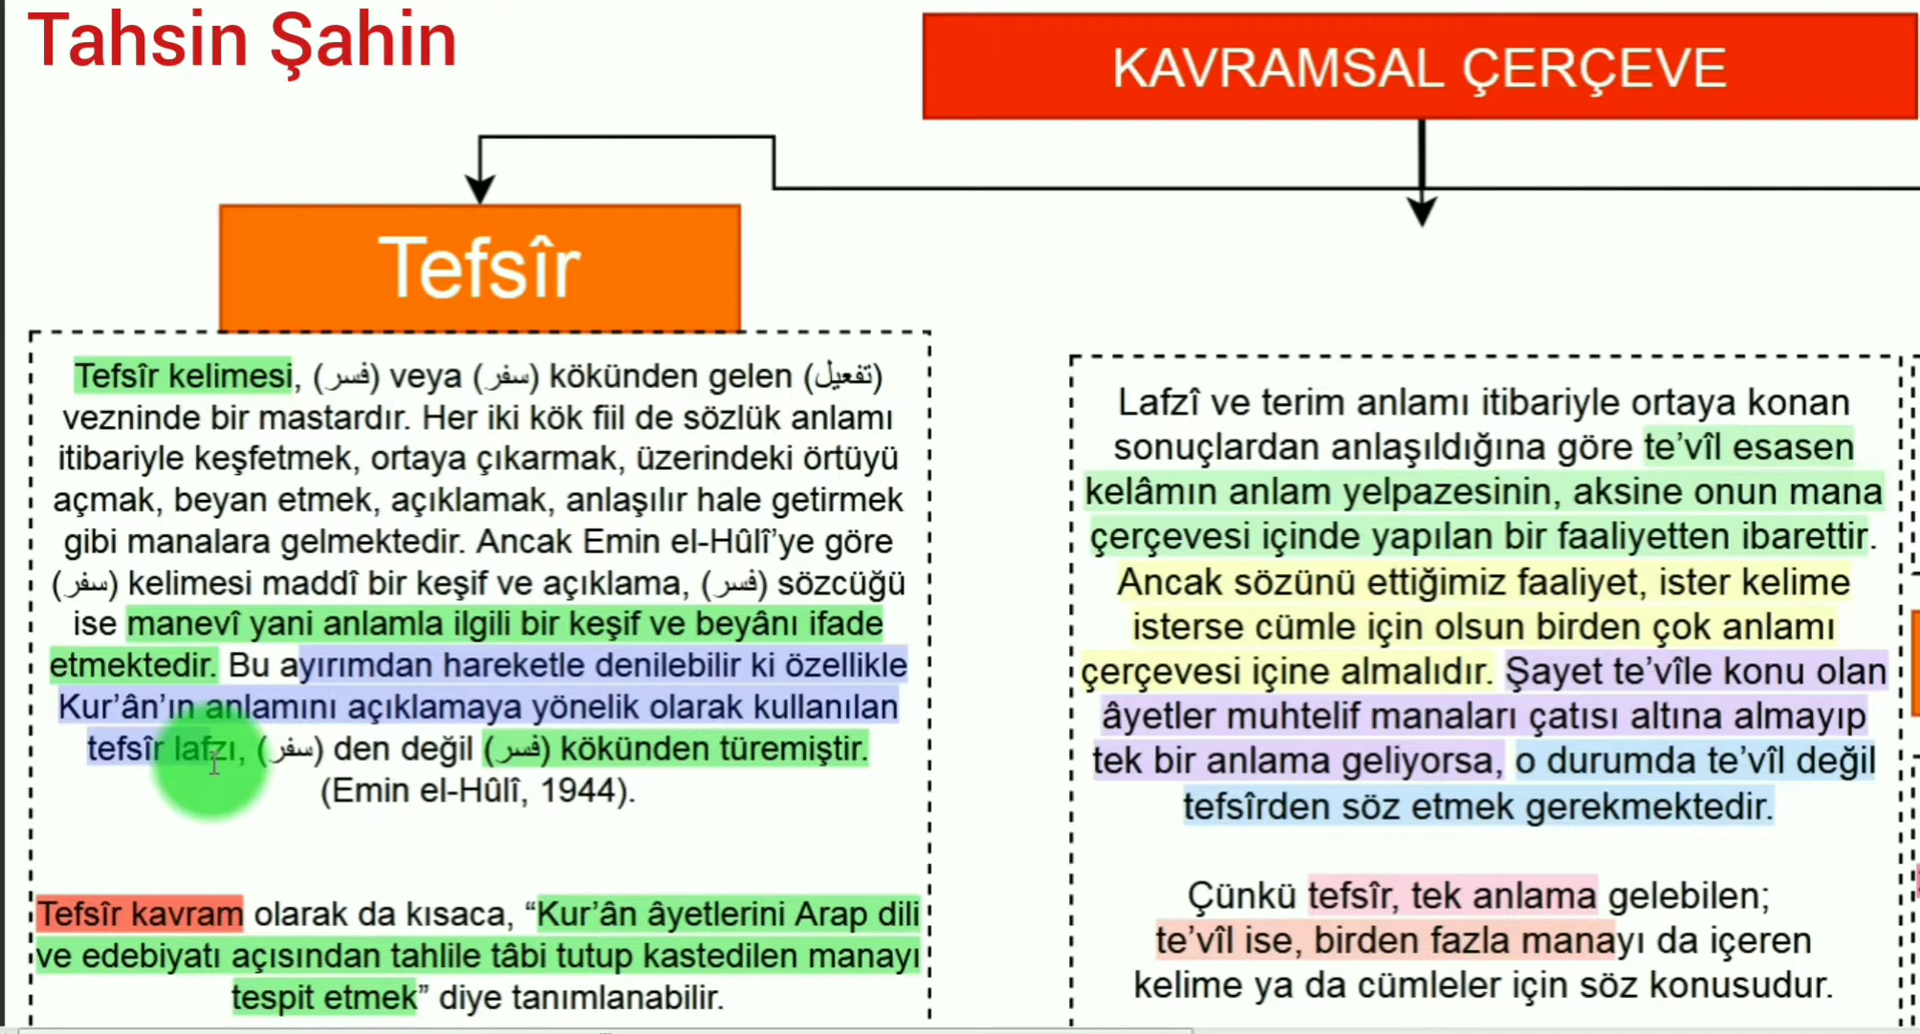 Tahsin Şahin
KAVRAMSAL ÇERÇEVE
Tefsîr
Tefsîr kelimesi, (فسر) veya (سفر) kökünden gelen (تفعيل)
vezninde bir mastardır. Her iki kök fiil de sözlük anlamı
itibariyle keşfetmek, ortaya çıkarmak, üzerindeki örtüyü
açmak, beyan etmek, açıklamak, anlaşılır hale getirmek
gibi manalara gelmektedir. Ancak Emin el-Hûlî’ye göre
(سفر) kelimesi maddî bir keşif ve açıklama, (فسر) sözcüğü
ise manevî yani anlamla ilgili bir keşif ve beyânı ifade
etmektedir. Bu ayırımdan hareketle denilebilir ki özellikle
Kur’ân’ın anlamını açıklamaya yönelik olarak kullanılan
tefsîr lafzı, (سفر) den değil (فسر) kökünden türemiştir.
(Emin el-Hûlî, 1944).
Tefsîr kavram olarak da kısaca, “Kur’ân âyetlerini Arap dili
ve edebiyatı açısından tahlile tâbi tutup kastedilen manayı
tespit etmek” diye tanımlanabilir.
Lafzî ve terim anlamı itibariyle ortaya konan
sonuçlardan anlaşıldığına göre te’vîl esasen
kelâmın anlam yelpazesinin, aksine onun mana
çerçevesi içinde yapılan bir faaliyetten ibarettir.
Ancak sözünü ettiğimiz faaliyet, ister kelime
isterse cümle için olsun birden çok anlamı
çerçevesi içine almalıdır. Şayet te’vîle konu olan
âyetler muhtelif manaları çatısı altına almayıp
tek bir anlama geliyorsa, o durumda te’vîl değil
tefsîrden söz etmek gerekmektedir.
Çünkü tefsîr, tek anlama gelebilen;
te’vîl ise, birden fazla manayı da içeren
kelime ya da cümleler için söz konusudur.